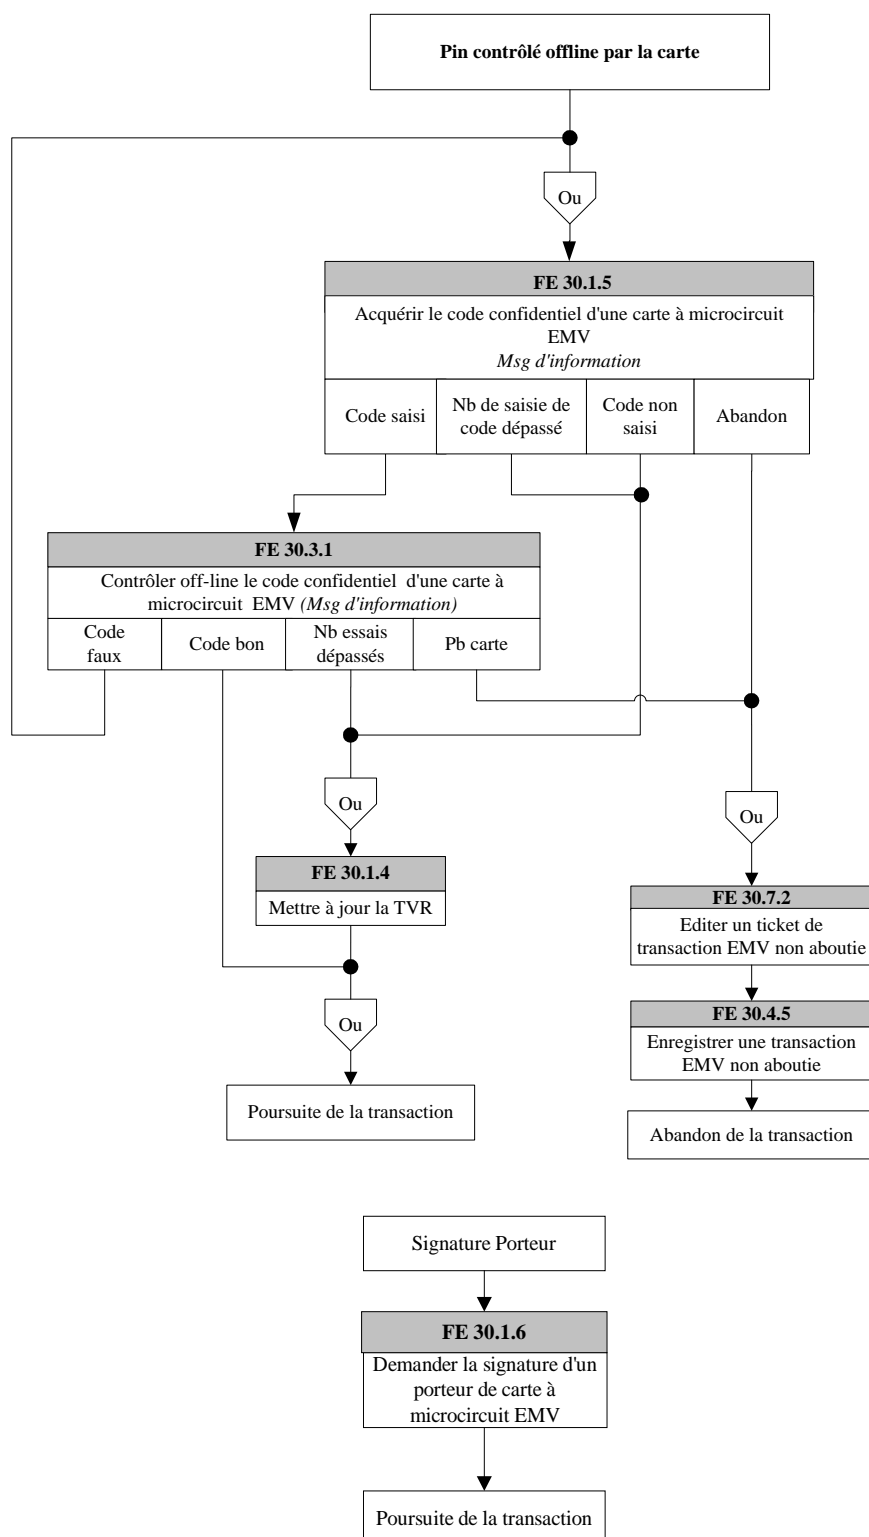 Pin contrôlé offline par la carte
Ou
FE 30.1.5
Acquérir le code confidentiel d'une carte à microcircuit
EMV
Msg d'information
Code saisi
Nb de saisie de
code dépassé
Code non
saisi
Abandon
FE 30.3.1
Contrôler off-line le code confidentiel d'une carte à
microcircuit EMV (Msg d'information)
Code
faux
Code bon
Nb essais
dépassés
Pb carte
Ou
Ou
FE 30.1.4
Mettre à jour la TVR
FE 30.7.2
Editer un ticket de
transaction EMV non aboutie
Ou
FE 30.4.5
Enregistrer une transaction
EMV non aboutie
Poursuite de la transaction
Abandon de la transaction
Signature Porteur
FE 30.1.6
Demander la signature d'un
porteur de carte à
microcircuit EMV
Poursuite de la transaction